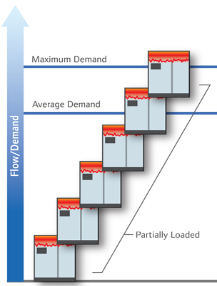 Maximum Demand
Average Demand
Flow/Demand
Partially Loaded